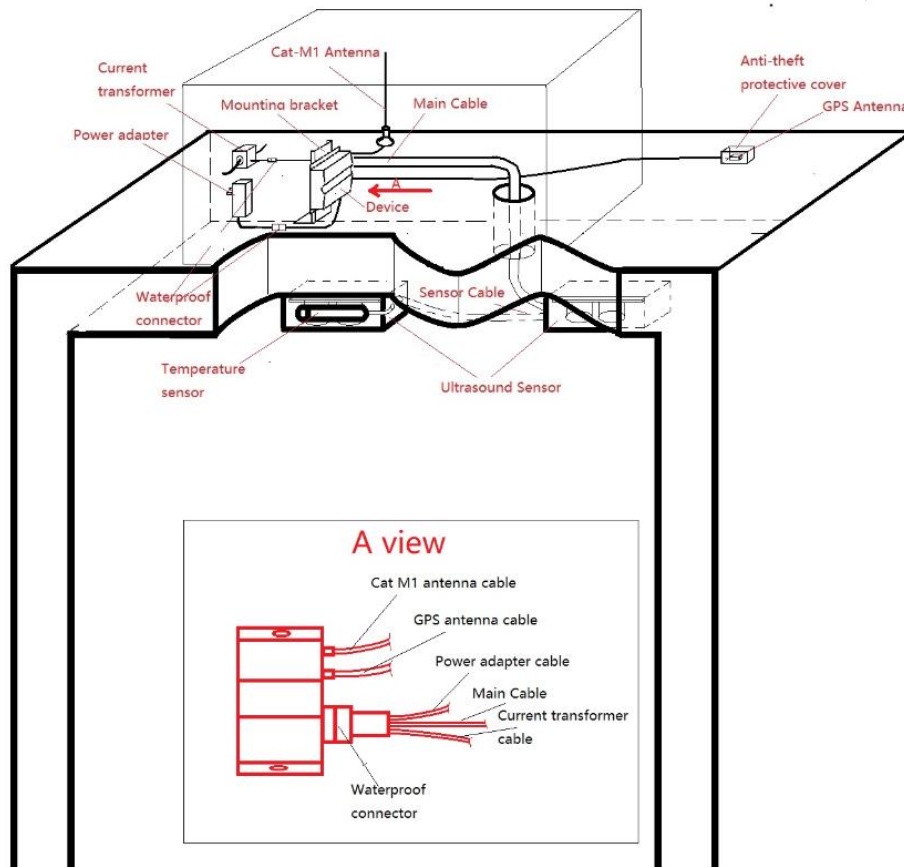 Cat-M1 Antenna
Anti-theft
protective cover
GPS Antenna
Current
transformer
Mounting bracket
Main Cable
Power adapter
A
Device
Waterproof
connector
Sensor Cable
Temperature
sensor
Ultrasound Sensor
A view
Cat M1 antenna cable
GPS antenna cable
Power adapter cable
Main Cable
Current transformer
cable
Waterproof
connector